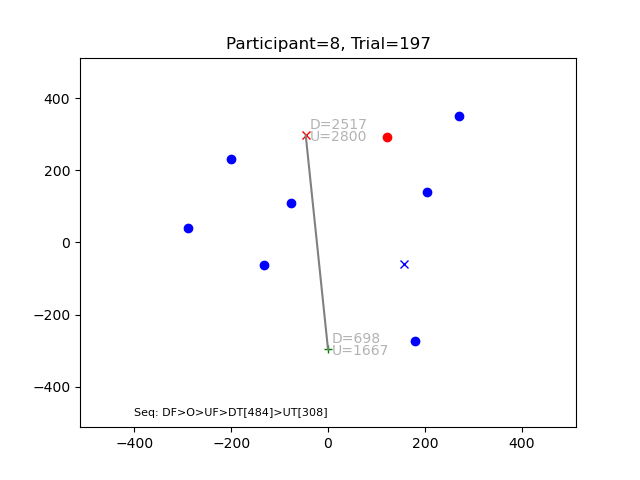 Participant=8, Trial=197
400
200
0
−200
−400
D=2517
U=2800
D=698
U=1667
Seq: DF>O>UF>DT[484]>UT[308]
−400
−200
0
200
400